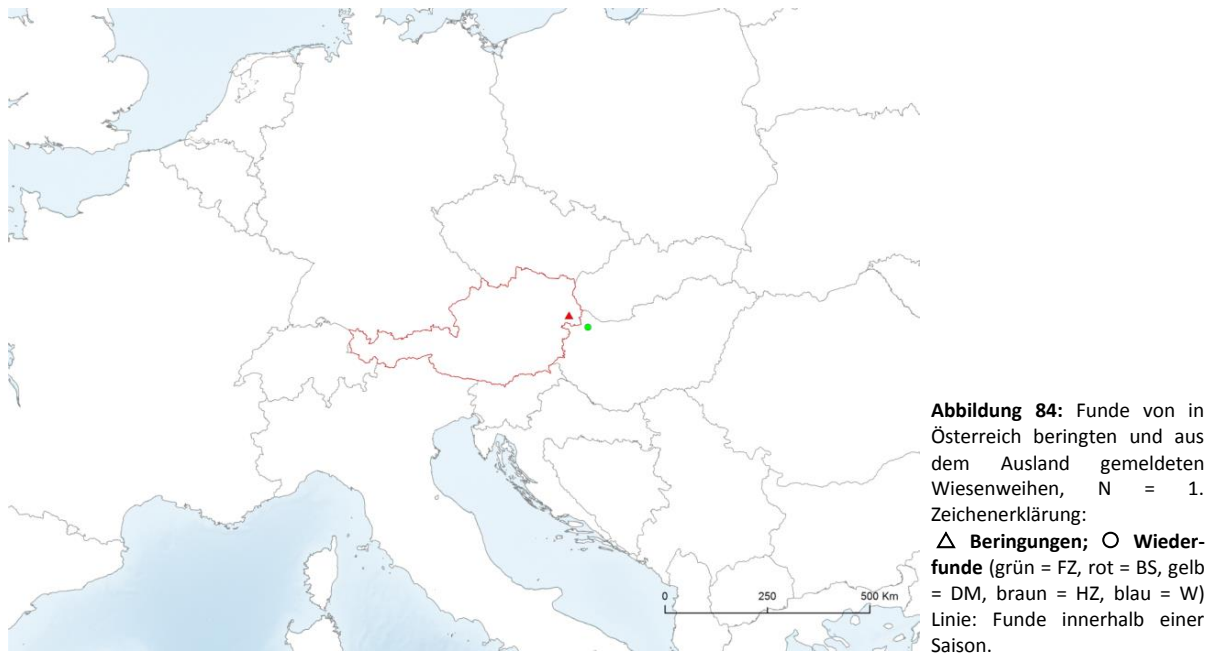 Abbildung 84: Funde von in
Österreich beringten und aus
dem Ausland gemeldeten
Wiesenweihen, N = 1.
Zeichenerklärung:
△ Beringungen; ○ Wieder-
funde (grün = FZ, rot = BS, gelb
= DM, braun = HZ, blau = W)
Linie: Funde innerhalb einer
Saison.
0 250 500 Km